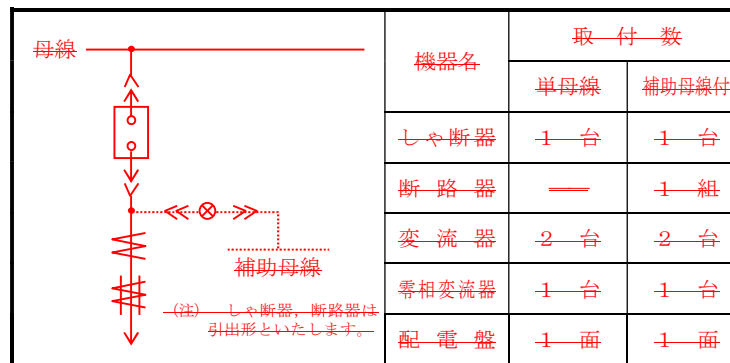 母線
補助母線
(注) しゃ断器，断路器は
引出形といたします。
機器名 取付数
単母線 補助母線付
しゃ断器 1台 1台
断路器 ― 1組
変流器 2台 2台
零相変流器 1台 1台
配電盤 1面 1面